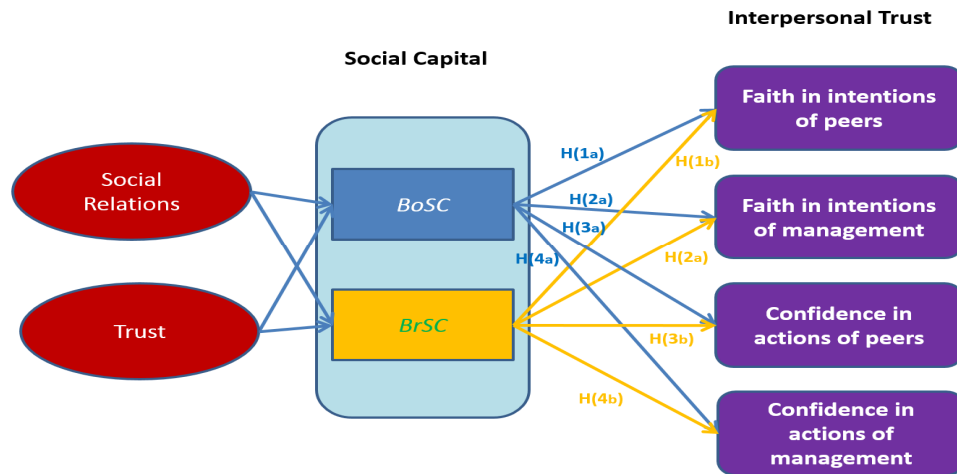 Interpersonal Trust
Social Capital
Faith in intentions
of peers
H(1a)
H(1b)
Social
Relations
BoSC
H(2a)
Faith in intentions
of management
H(3a)
H(4a)
H(2a)
Trust
BrSC
Confidence in
actions of peers
H(3b)
H(4b)
Confidence in
actions of
management